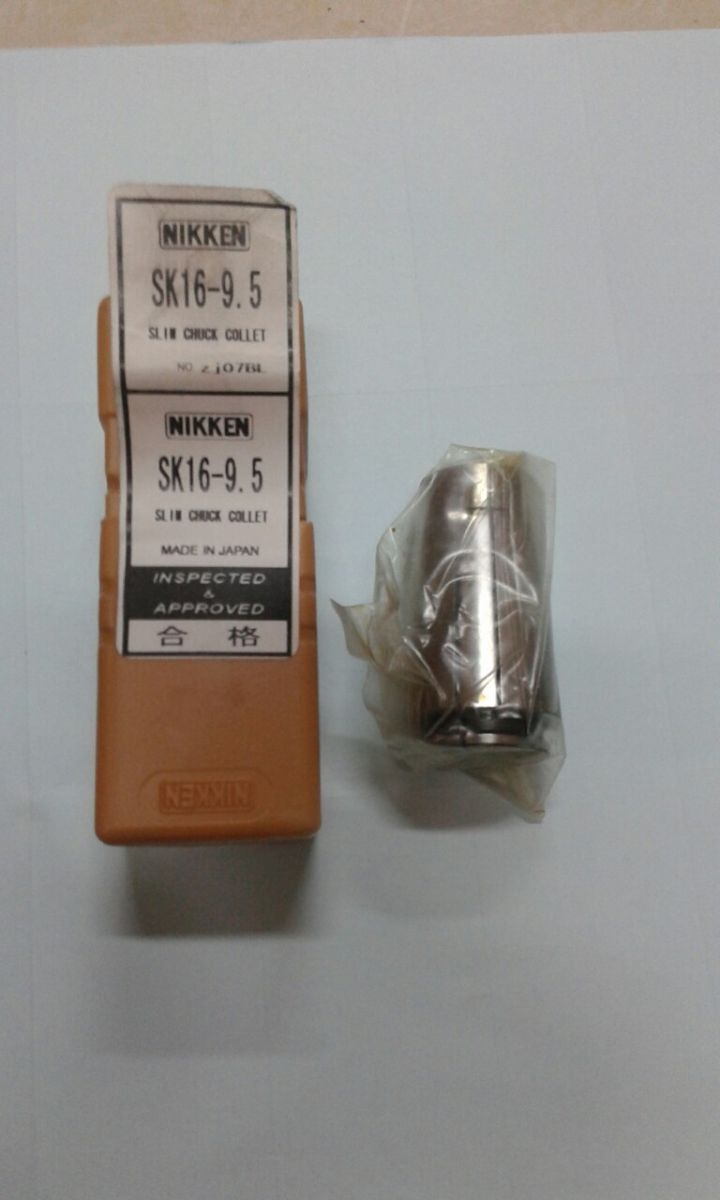 NIKKEN
SK16-9.5
SLIM CHUCK COLLET
NO.
NIKKEN
SK16-9.5
SLIM CHUCK COLLET
MADE IN JAPAN
INSPECTED
&
APPROVED
合 格
NIKKEN